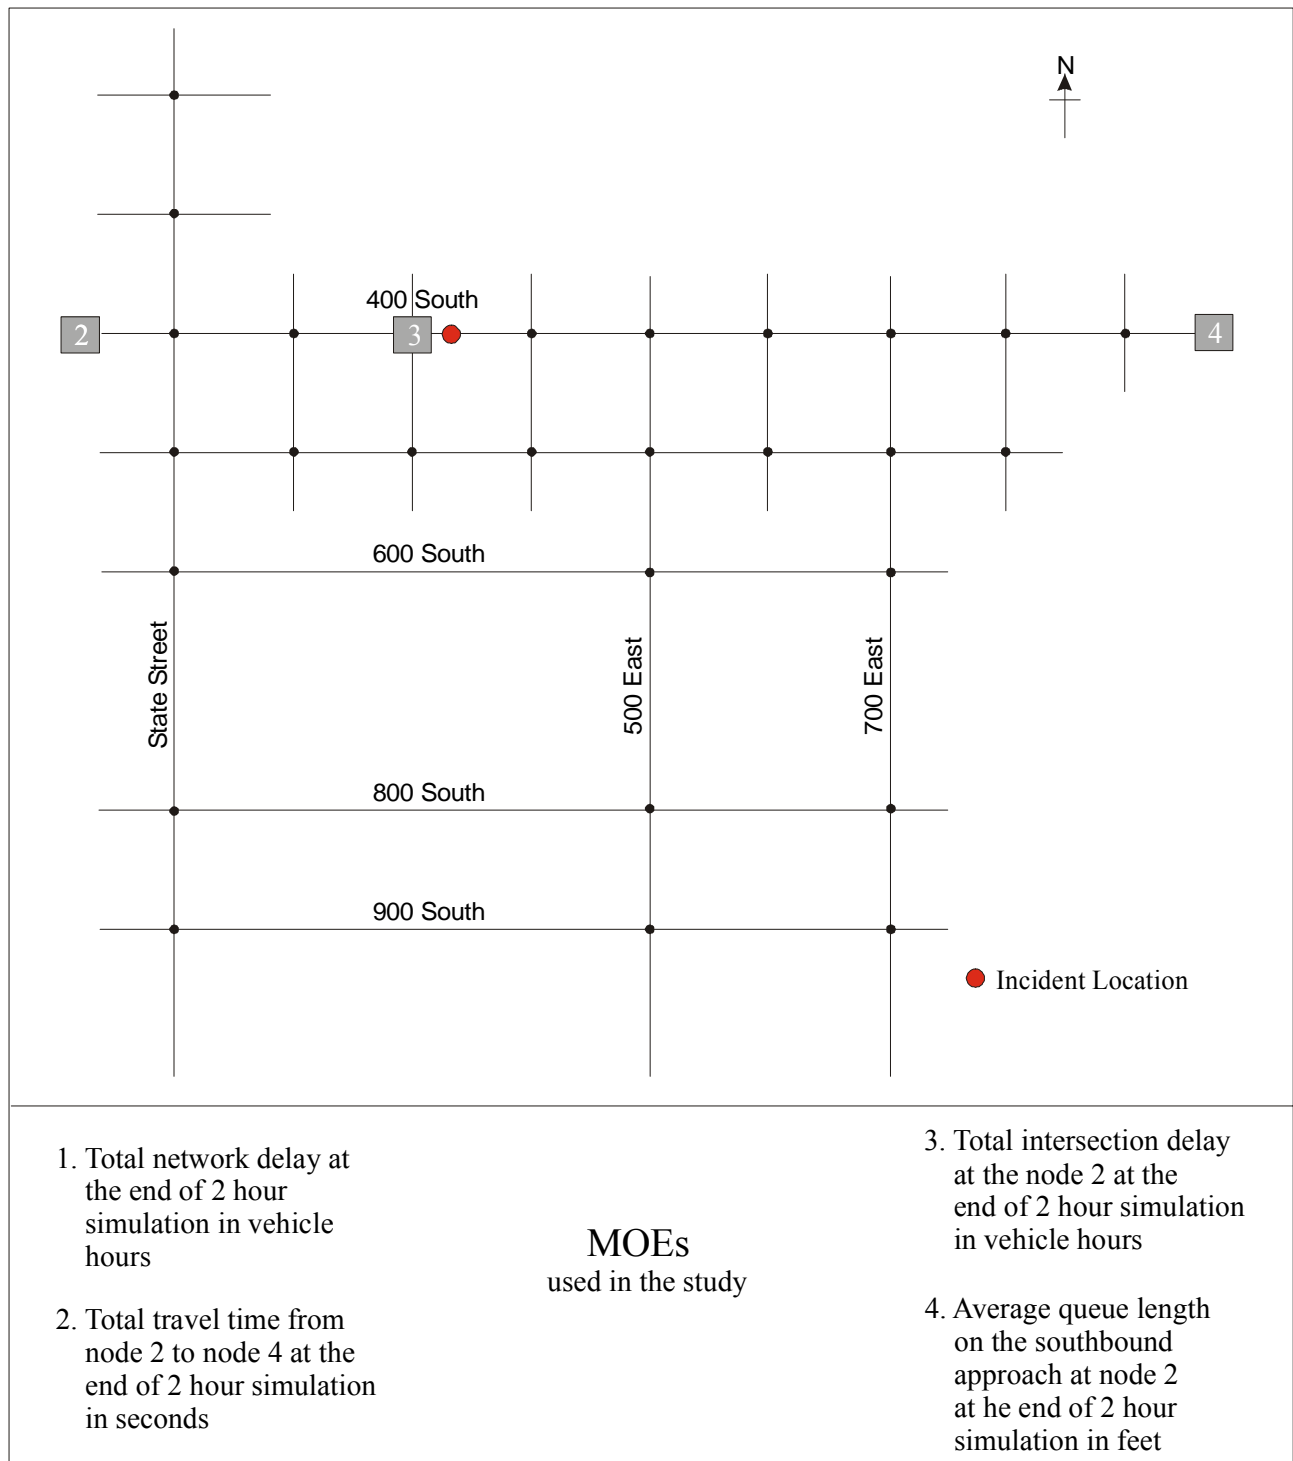 N
400 South
2
3
4
600 South
State Street
500 East
700 East
800 South
900 South
Incident Location
1. Total network delay at
the end of 2 hour
simulation in vehicle
hours
2. Total travel time from
node 2 to node 4 at the
end of 2 hour simulation
in seconds
MOEs
used in the study
3. Total intersection delay
at the node 2 at the
end of 2 hour simulation
in vehicle hours
4. Average queue length
on the southbound
approach at node 2
at he end of 2 hour
simulation in feet